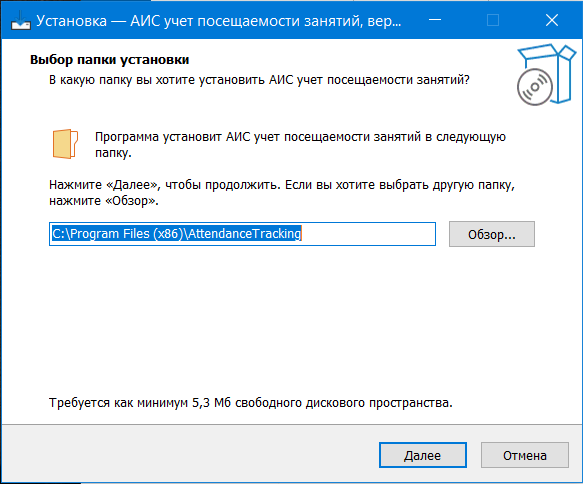 Установка — АИС учет посещаемости занятий, вер...
Выбор папки установки
В какую папку вы хотите установить АИС учет посещаемости занятий?
Программа установит АИС учет посещаемости занятий в следующую
папку.
Нажмите «Далее», чтобы продолжить. Если вы хотите выбрать другую папку,
нажмите «Обзор».
C:\Program Files (x86)\AttendanceTracking
Обзор...
Требуется как минимум 5,3 Мб свободного дискового пространства.
Далее
Отмена